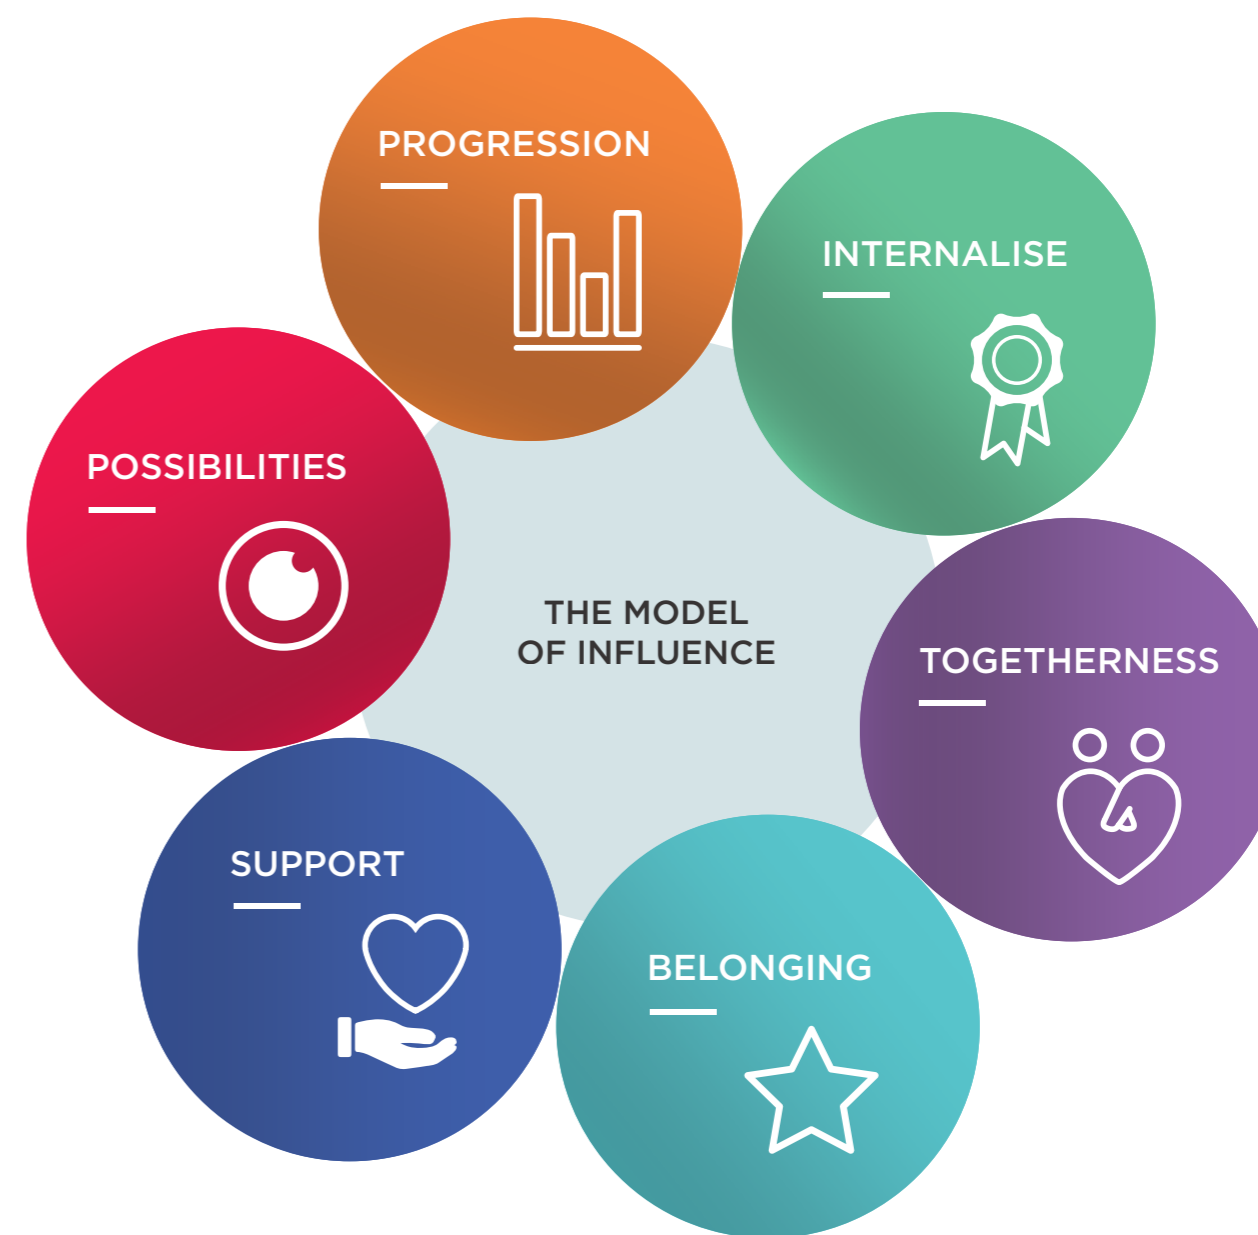 PROGRESSION
INTERNALISE
POSSIBILITIES
THE MODEL
OF INFLUENCE
TOGETHERNESS
SUPPORT
BELONGING